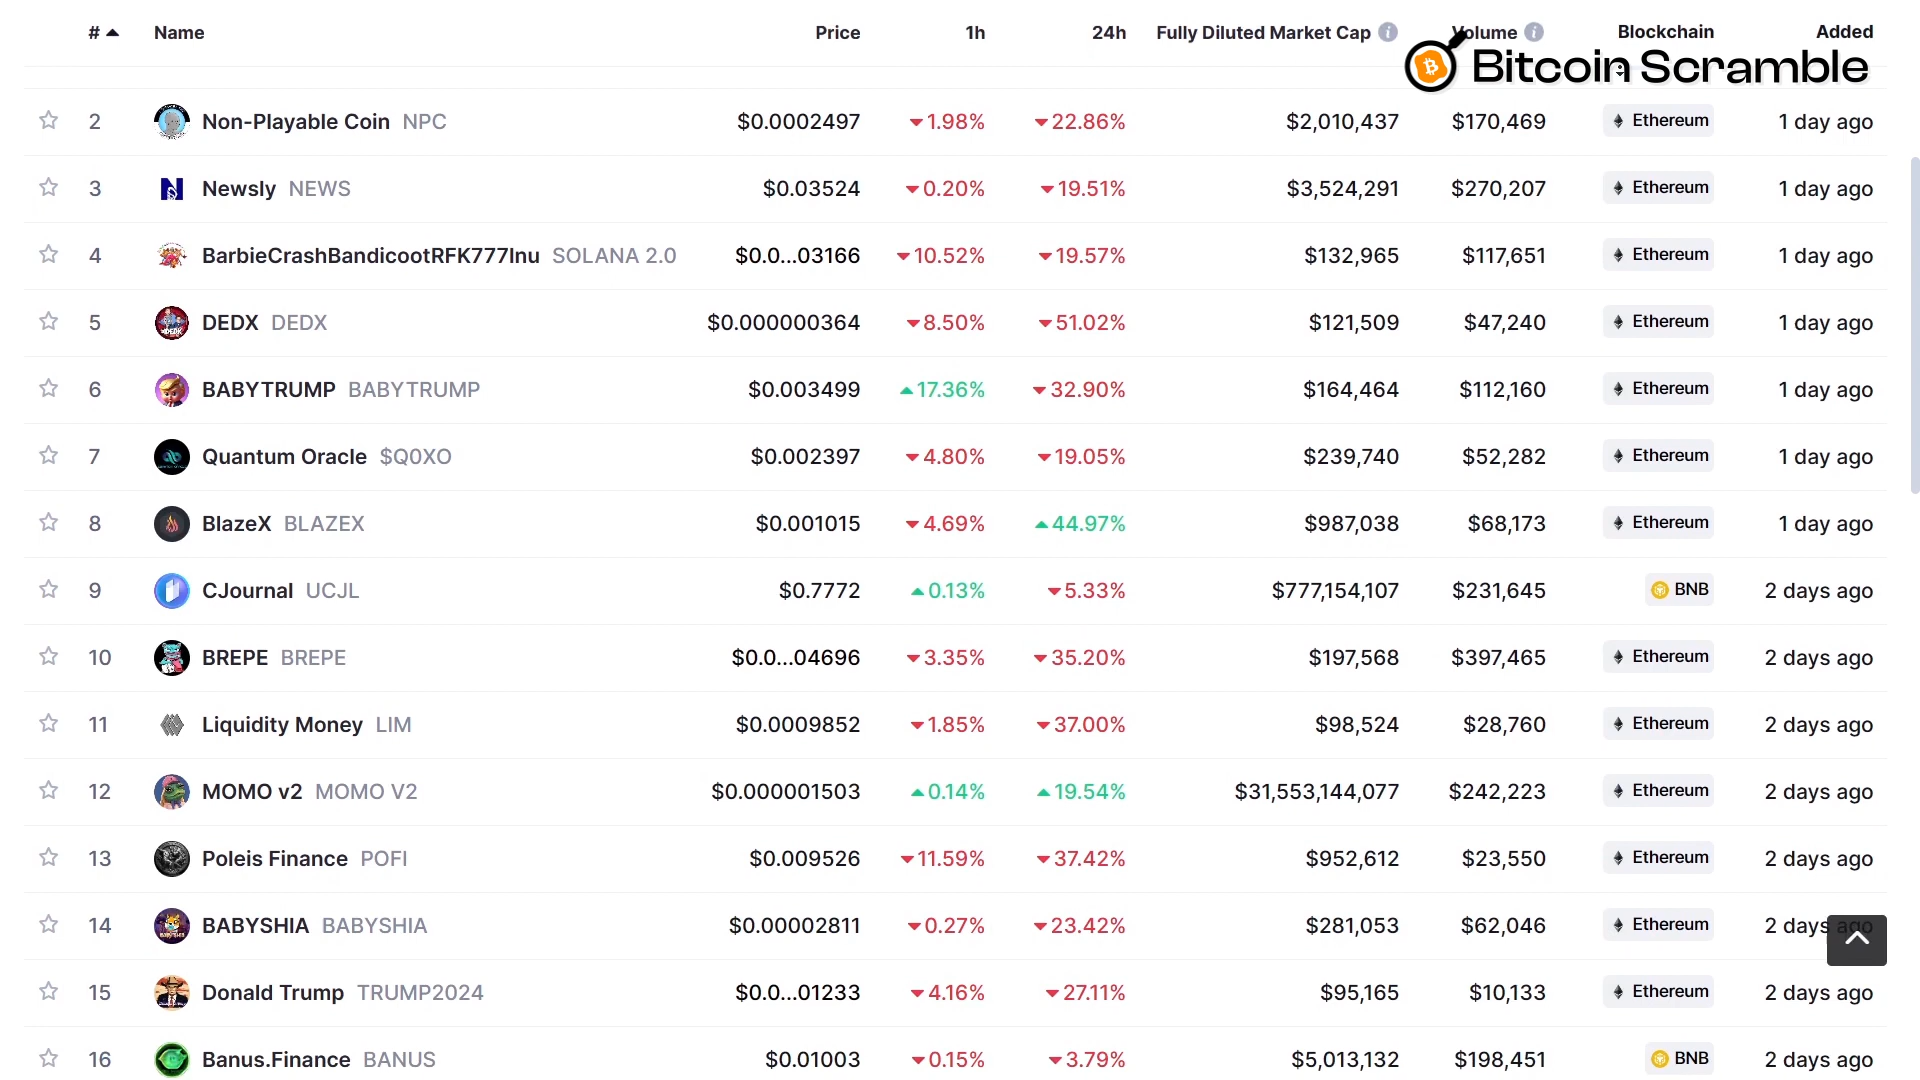 # Name Price 1h 24h Fully Diluted Market Cap Volume Blockchain Added
Bitcoin Scramble
2 Non-Playable Coin NPC $0.0002497 1.98% 22.86% $2,010,437 $170,469 Ethereum 1 day ago
3 Newsly NEWS $0.03524 0.20% 19.51% $3,524,291 $270,207 Ethereum 1 day ago
4 BarbieCrashBandicootRFK777Inu SOLANA 2.0 $0.0...03166 10.52% 19.57% $132,965 $117,651 Ethereum 1 day ago
5 DEDX DEDX $0.000000364 8.50% 51.02% $121,509 $47,240 Ethereum 1 day ago
6 BABYTRUMP BABYTRUMP $0.003499 17.36% 32.90% $164,464 $112,160 Ethereum 1 day ago
7 Quantum Oracle $Q0XO $0.002397 4.80% 19.05% $239,740 $52,282 Ethereum 1 day ago
8 BlazeX BLAZEX $0.001015 4.69% 44.97% $987,038 $68,173 Ethereum 1 day ago
9 CJournal UCJL $0.7772 0.13% 5.33% $777,154,107 $231,645 BNB 2 days ago
10 BREPE BREPE $0.0...04696 3.35% 35.20% $197,568 $397,465 Ethereum 2 days ago
11 Liquidity Money LIM $0.0009852 1.85% 37.00% $98,524 $28,760 Ethereum 2 days ago
12 MOMO v2 MOMO V2 $0.000001503 0.14% 19.54% $31,553,144,077 $242,223 Ethereum 2 days ago
13 Poleis Finance POFI $0.009526 11.59% 37.42% $952,612 $23,550 Ethereum 2 days ago
14 BABYSHIA BABYSHIA $0.00002811 0.27% 23.42% $281,053 $62,046 Ethereum 2 days ago
15 Donald Trump TRUMP2024 $0.0...01233 4.16% 27.11% $95,165 $10,133 Ethereum 2 days ago
16 Banus.Finance BANUS $0.01003 0.15% 3.79% $5,013,132 $198,451 BNB 2 days ago